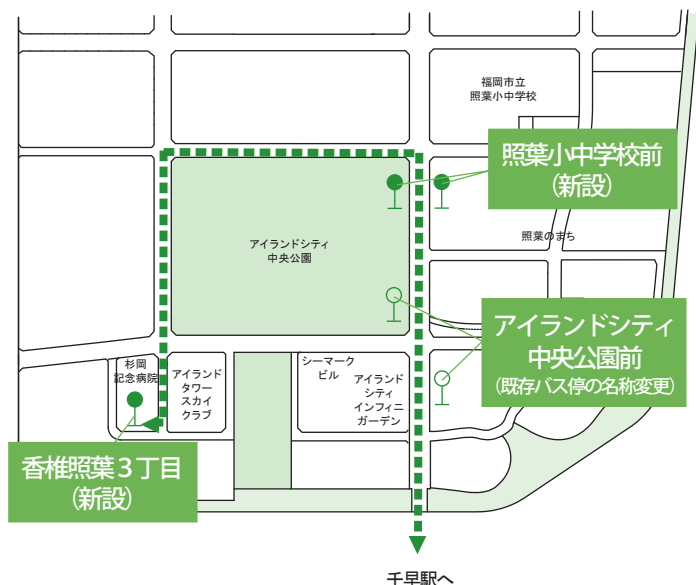 福岡市立
照葉小中学校
照葉小中学校前
(新設)
照葉のまち
アイランドシティ
中央公園
アイランドシティ
中央公園前
(既存バス停の名称変更)
杉岡
記念病院
アイランド
タワー
スカイ
クラブ
シーマーク
ビル
アイランド
シティ
インフィニ
ガーデン
香椎照葉3丁目
(新設)
千早駅へ